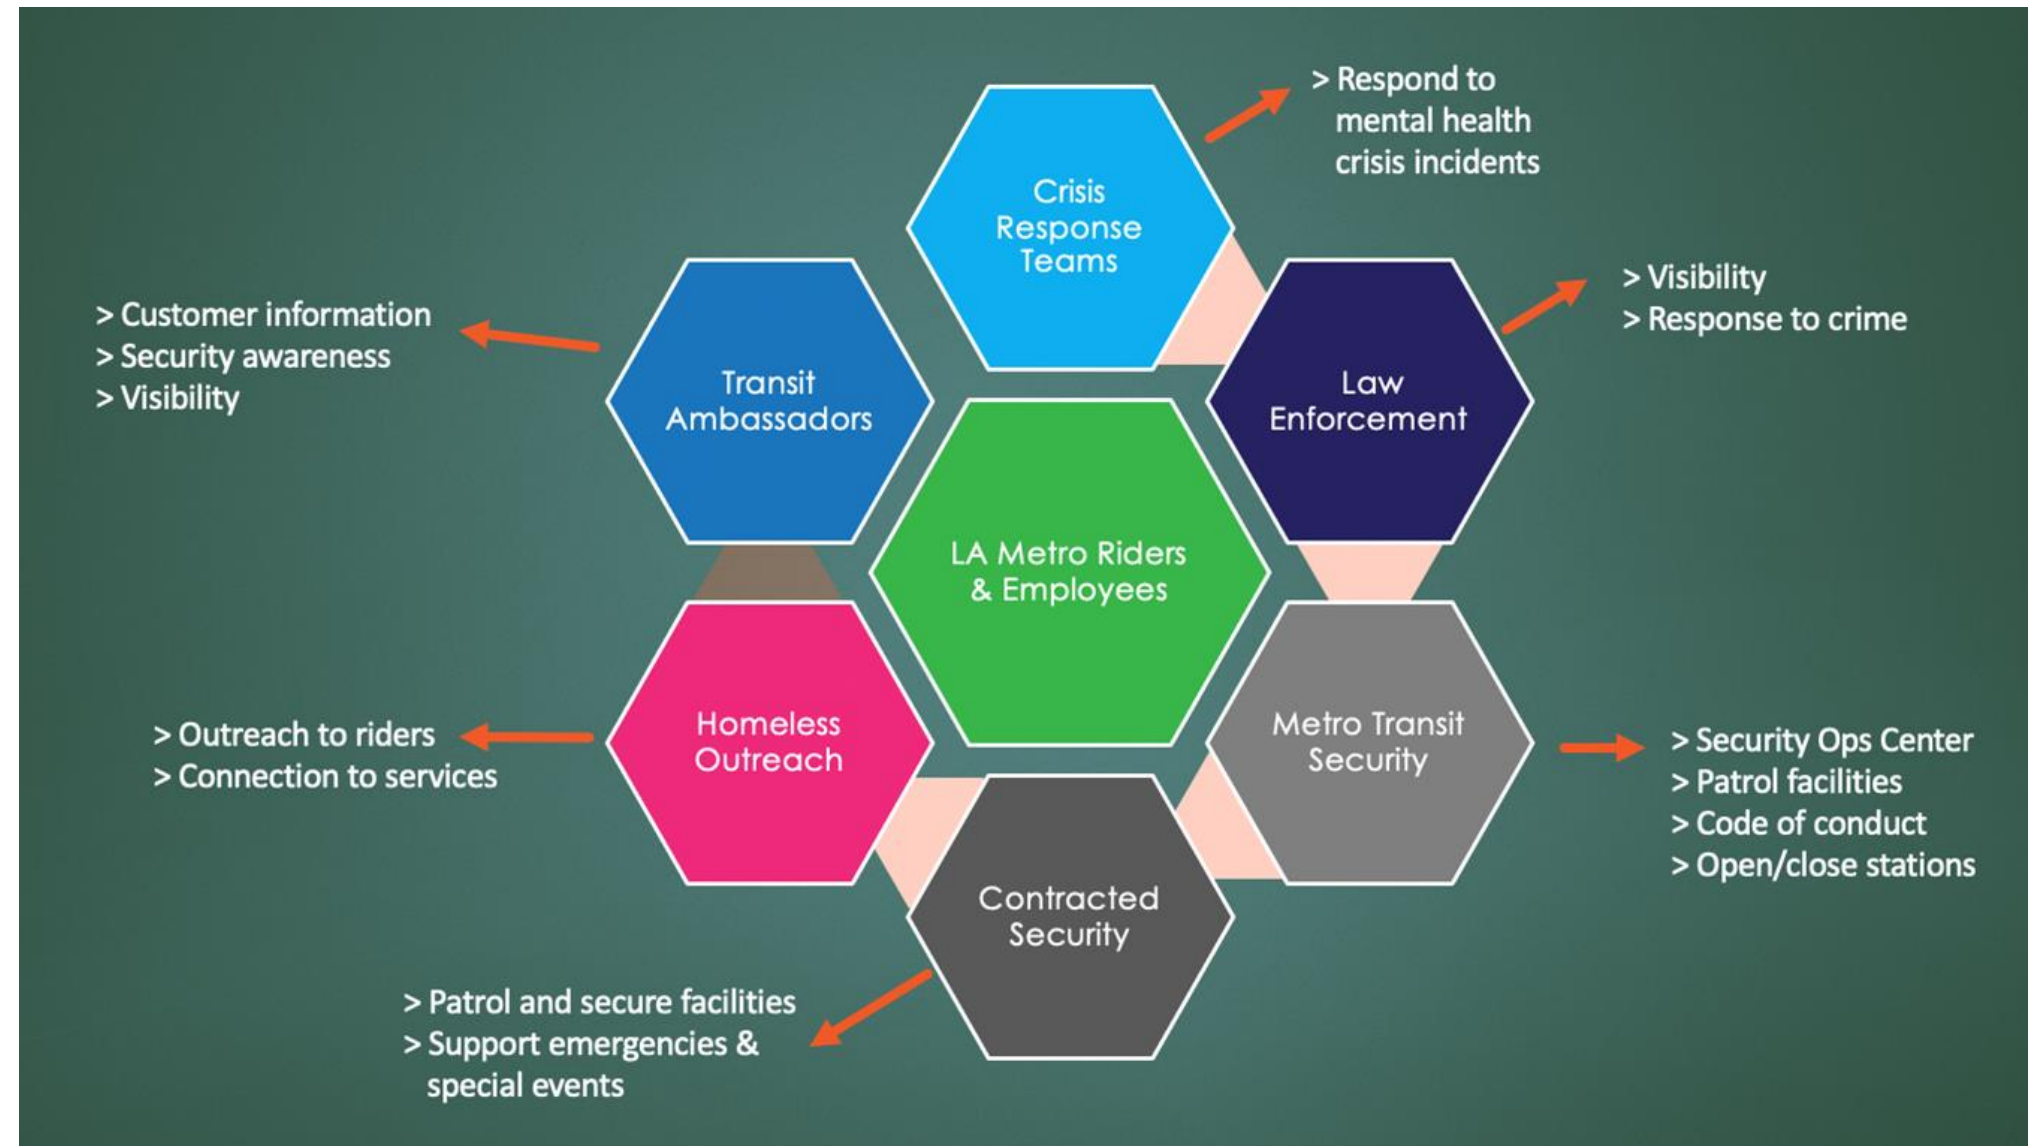 > Respond to
mental health
crisis incidents
Crisis
Response
Teams
> Visibility
> Response to crime
Law
Enforcement
> Customer information
> Security awareness
> Visibility
Transit
Ambassadors
LA Metro Riders
& Employees
Homeless
Outreach
> Outreach to riders
> Connection to services
Metro Transit
Security
> Security Ops Center
> Patrol facilities
> Code of conduct
> Open/close stations
Contracted
Security
> Patrol and secure facilities
> Support emergencies &
special events